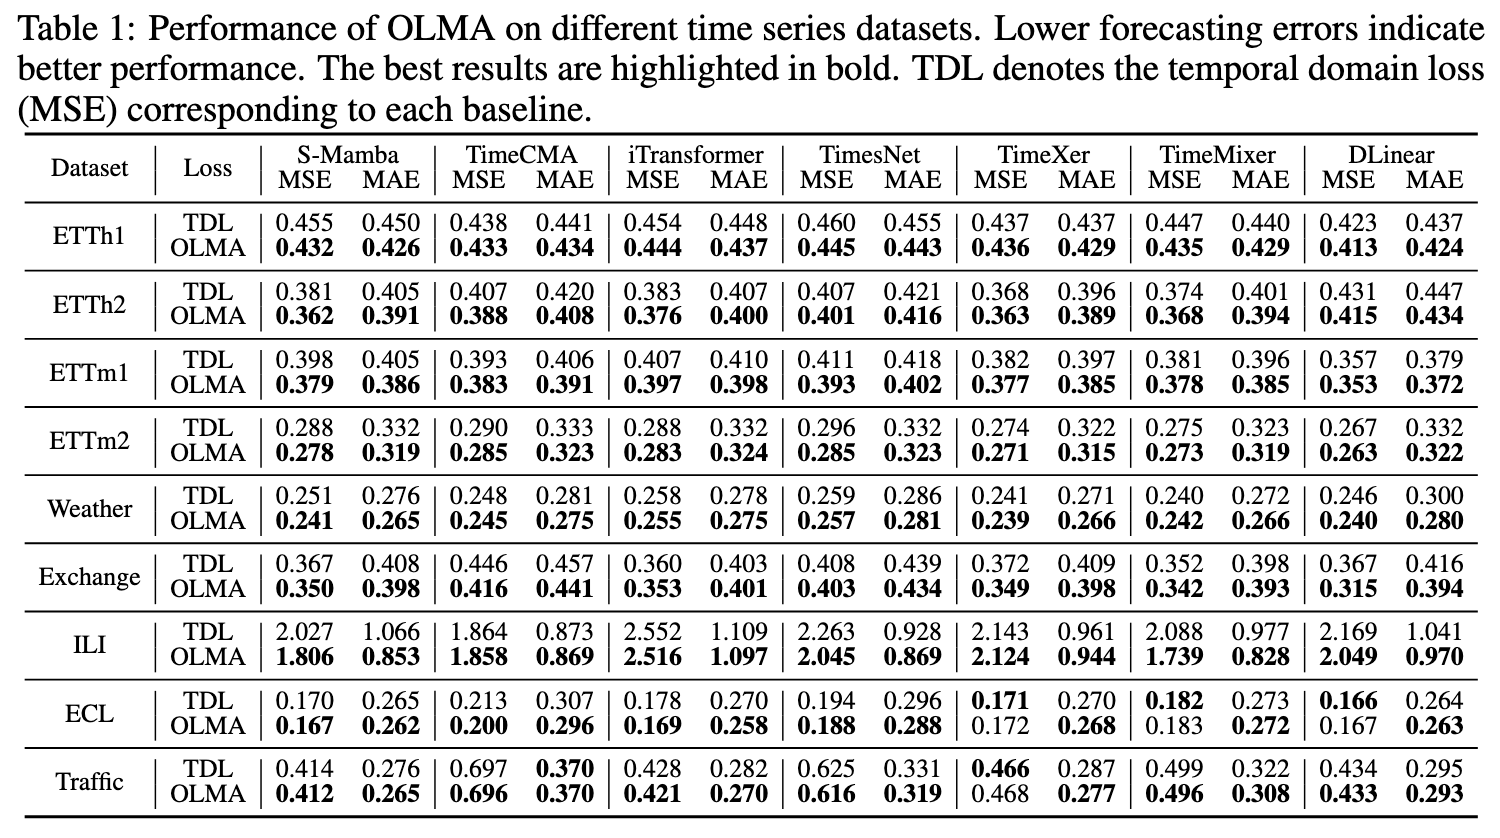 Table 1: Performance of OLMA on different time series datasets. Lower forecasting errors indicate
better performance. The best results are highlighted in bold. TDL denotes the temporal domain loss
(MSE) corresponding to each baseline.
Dataset Loss S-Mamba TimeCMA iTransformer TimesNet TimeXer TimeMixer DLinear
MSE MAE MSE MAE MSE MAE MSE MAE MSE MAE MSE MAE MSE MAE
ETTh1 TDL 0.455 0.450 0.438 0.441 0.454 0.448 0.460 0.455 0.437 0.437 0.447 0.440 0.423 0.437
OLMA 0.432 0.426 0.433 0.434 0.444 0.437 0.445 0.443 0.436 0.429 0.435 0.429 0.413 0.424
ETTh2 TDL 0.381 0.405 0.407 0.420 0.383 0.407 0.407 0.421 0.368 0.396 0.374 0.401 0.431 0.447
OLMA 0.362 0.391 0.388 0.408 0.376 0.400 0.401 0.416 0.363 0.389 0.368 0.394 0.415 0.434
ETTm1 TDL 0.398 0.405 0.393 0.406 0.407 0.410 0.411 0.418 0.382 0.397 0.381 0.396 0.357 0.379
OLMA 0.379 0.386 0.383 0.391 0.397 0.398 0.393 0.402 0.377 0.385 0.378 0.385 0.353 0.372
ETTm2 TDL 0.288 0.332 0.290 0.333 0.288 0.332 0.296 0.332 0.274 0.322 0.275 0.323 0.267 0.332
OLMA 0.278 0.319 0.285 0.323 0.283 0.324 0.285 0.323 0.271 0.315 0.273 0.319 0.263 0.322
Weather TDL 0.251 0.276 0.248 0.281 0.258 0.278 0.259 0.286 0.241 0.271 0.240 0.272 0.246 0.300
OLMA 0.241 0.265 0.245 0.275 0.255 0.275 0.257 0.281 0.239 0.266 0.242 0.266 0.240 0.280
Exchange TDL 0.367 0.408 0.446 0.457 0.360 0.403 0.408 0.439 0.372 0.409 0.352 0.398 0.367 0.416
OLMA 0.350 0.398 0.416 0.441 0.353 0.401 0.403 0.434 0.349 0.398 0.342 0.393 0.315 0.394
ILI TDL 2.027 1.066 1.864 0.873 2.552 1.109 2.263 0.928 2.143 0.961 2.088 0.977 2.169 1.041
OLMA 1.806 0.853 1.858 0.869 2.516 1.097 2.045 0.869 2.124 0.944 1.739 0.828 2.049 0.970
ECL TDL 0.170 0.265 0.213 0.307 0.178 0.270 0.194 0.296 0.171 0.270 0.182 0.273 0.166 0.264
OLMA 0.167 0.262 0.200 0.296 0.169 0.258 0.188 0.288 0.172 0.268 0.183 0.272 0.167 0.263
Traffic TDL 0.414 0.276 0.697 0.370 0.428 0.282 0.625 0.331 0.466 0.287 0.499 0.322 0.434 0.295
OLMA 0.412 0.265 0.696 0.370 0.421 0.270 0.616 0.319 0.468 0.277 0.496 0.308 0.433 0.293